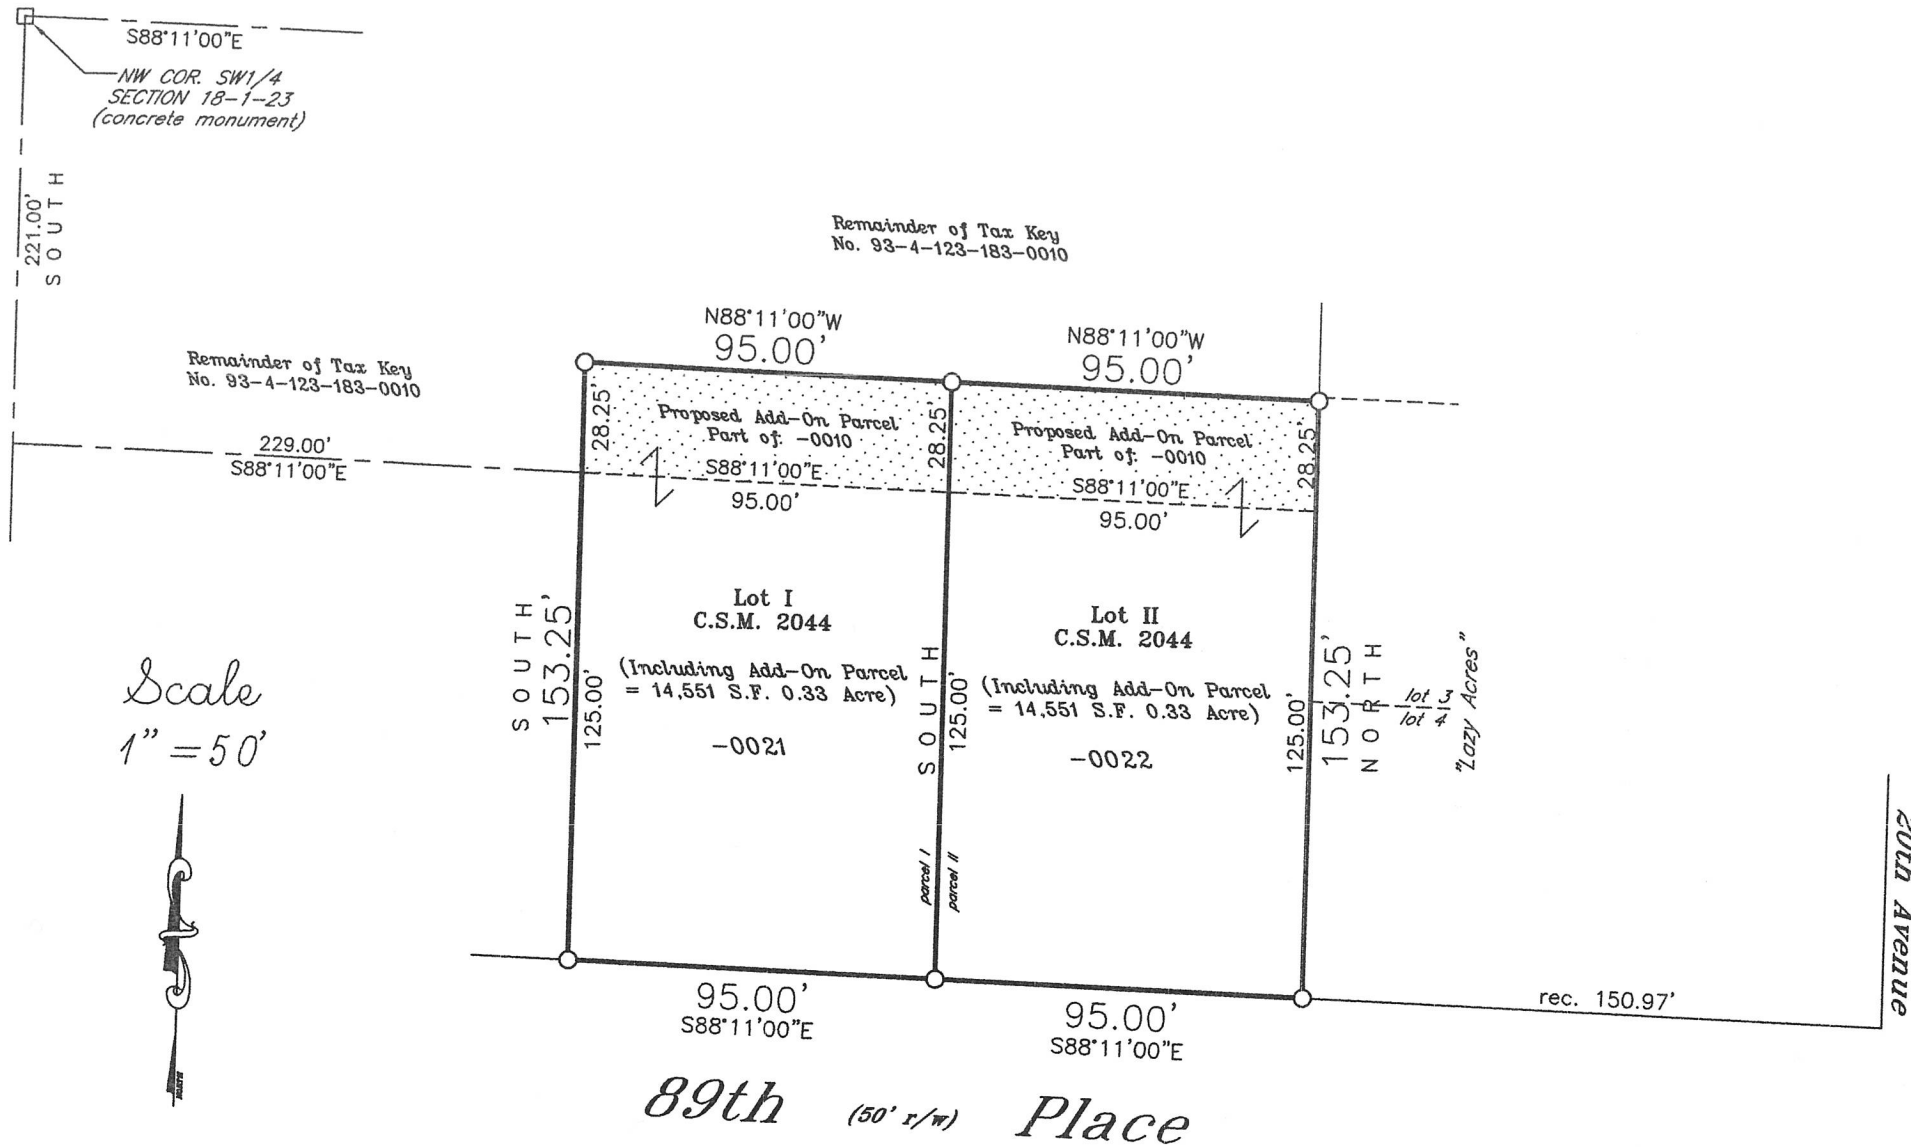 S88°11'00"E
NW COR. SW1/4
SECTION 18-1-23
(concrete monument)
221.00'
SOUTH
Remainder of Tax Key
No. 93-4-123-183-0010
Remainder of Tax Key
No. 93-4-123-183-0010
229.00'
S88°11'00"E
N88°11'00"W
95.00'
N88°11'00"W
95.00'
28.25'
Proposed Add-On Parcel
Part of: -0010
S88°11'00"E
95.00'
28.25'
Proposed Add-On Parcel
Part of: -0010
S88°11'00"E
95.00'
28.25'
SOUTH
153.25'
125.00'
Lot I
C.S.M. 2044
(Including Add-On Parcel
= 14,551 S.F. 0.33 Acre)
-0021
SOUTH
125.00'
Lot II
C.S.M. 2044
(Including Add-On Parcel
= 14,551 S.F. 0.33 Acre)
-0022
125.00'
153.25'
NORTH
lot 3
lot 4
"Lazy Acres"
Scale
1" = 50'
parcel I
parcel II
95.00'
S88°11'00"E
95.00'
S88°11'00"E
rec. 150.97'
20th Avenue
89th (50' r/w) Place